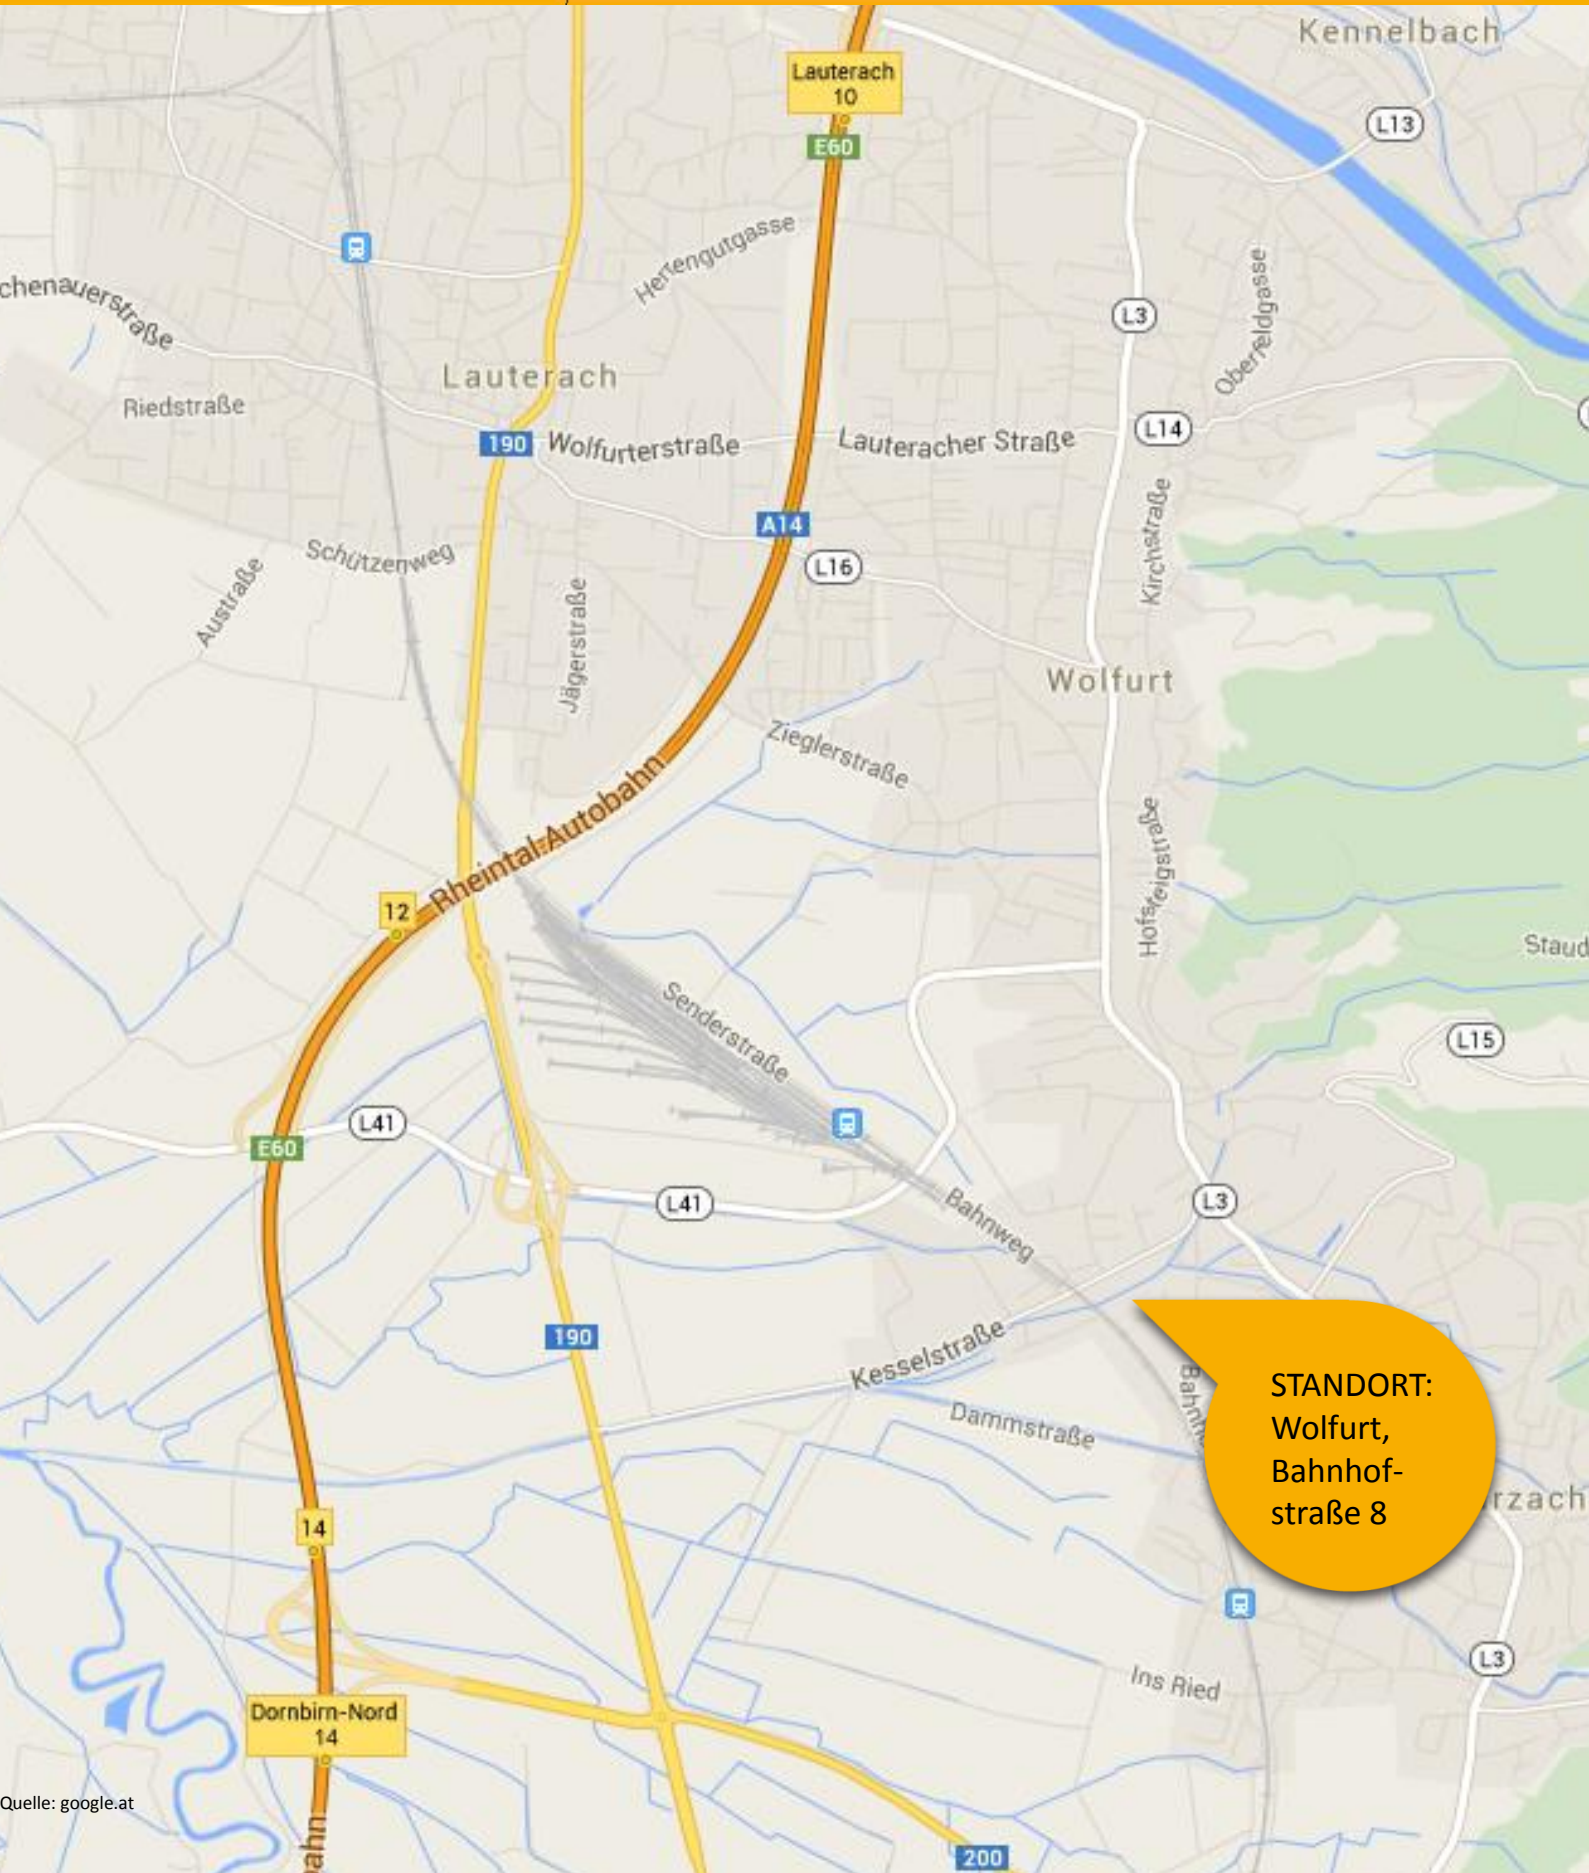 Kennelbach
Lauterach
10
L13
E60
Herrengutgasse
chenauerstraße
L3
Oberfeldgasse
Lauterach
Riedstraße
190
Wolfurterstraße
Lauteracher Straße
L14
A14
Kirchstraße
Schützenweg
L16
Austraße
Jägerstraße
Wolfurt
Zieglerstraße
Rheintal Autobahn
Hofsteigstraße
12
Staud
Senderstraße
L15
L41
E60
L41
L3
Bahnweg
190
Kesselstraße
STANDORT:
Wolfurt,
Bahnhof-
straße 8
Dammstraße
rzach
14
L3
Ins Ried
Dornbirn-Nord
14
Quelle: google.at
ahn
200